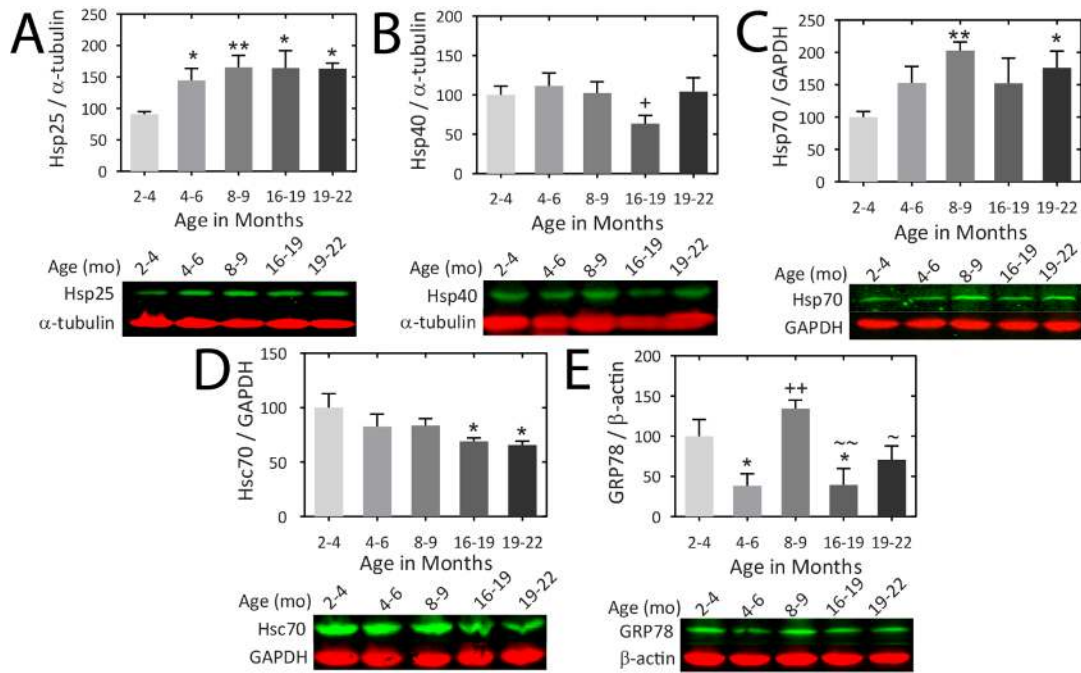 A
Hsp25 / α-tubulin
200
150
100
50
0
*
**
*
*
2-4 4-6 8-9 16-19 19-22
Age in Months
Age (mo) 2-4 4-6 8-9 16-19 19-22
Hsp25
α-tubulin
B
Hsp40 / α-tubulin
200
150
100
50
0
+
2-4 4-6 8-9 16-19 19-22
Age in Months
Age (mo) 2-4 4-6 8-9 16-19 19-22
Hsp40
α-tubulin
C
Hsp70 / GAPDH
250
200
150
100
50
0
**
*
2-4 4-6 8-9 16-19 19-22
Age in Months
Age (mo) 2-4 4-6 8-9 16-19 19-22
Hsp70
GAPDH
D
Hsc70 / GAPDH
150
100
50
0
*
*
2-4 4-6 8-9 16-19 19-22
Age in Months
Age (mo) 2-4 4-6 8-9 16-19 19-22
Hsc70
GAPDH
E
GRP78 / β-actin
200
150
100
50
0
*
++
~~
*
~
2-4 4-6 8-9 16-19 19-22
Age in Months
Age (mo) 2-4 4-6 8-9 16-19 19-22
GRP78
β-actin